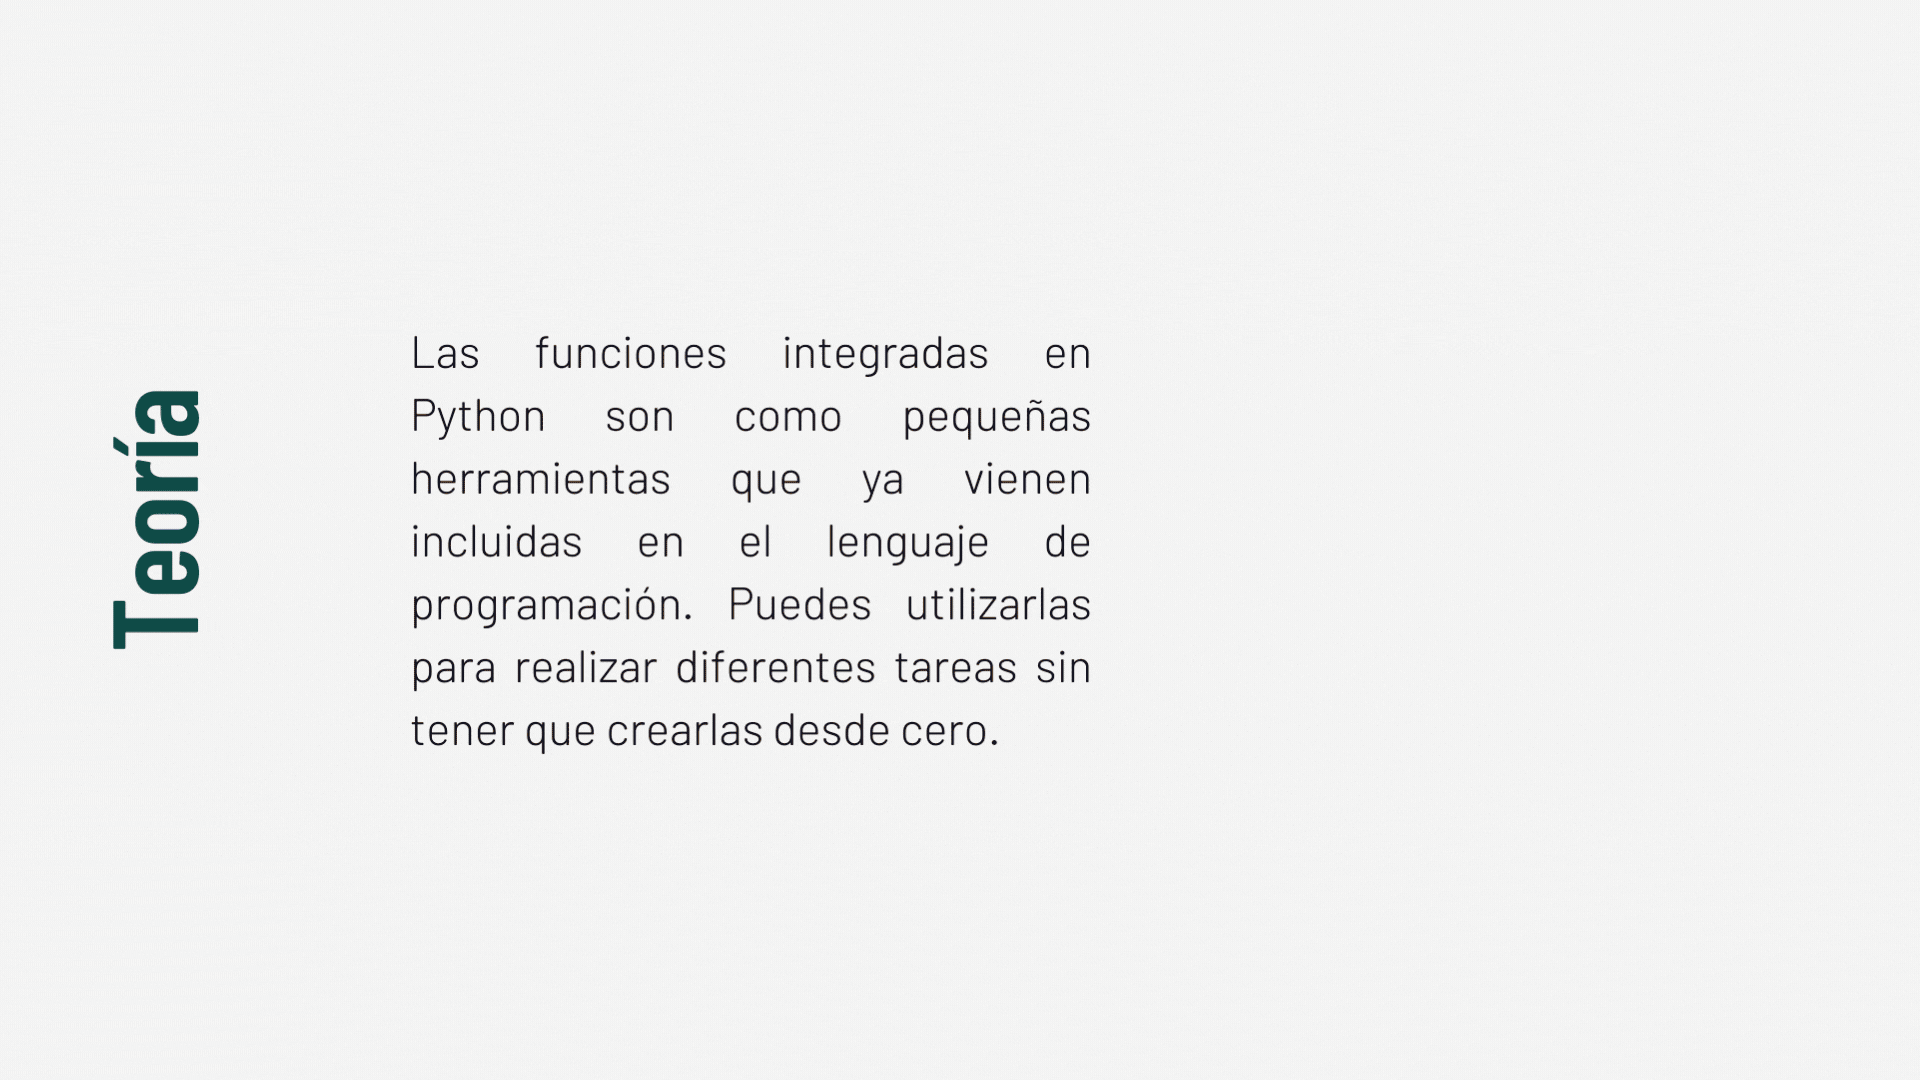 Teoría
Las funciones integradas en
Python son como pequeñas
herramientas que ya vienen
incluidas en el lenguaje de
programación. Puedes utilizarlas
para realizar diferentes tareas sin
tener que crearlas desde cero.